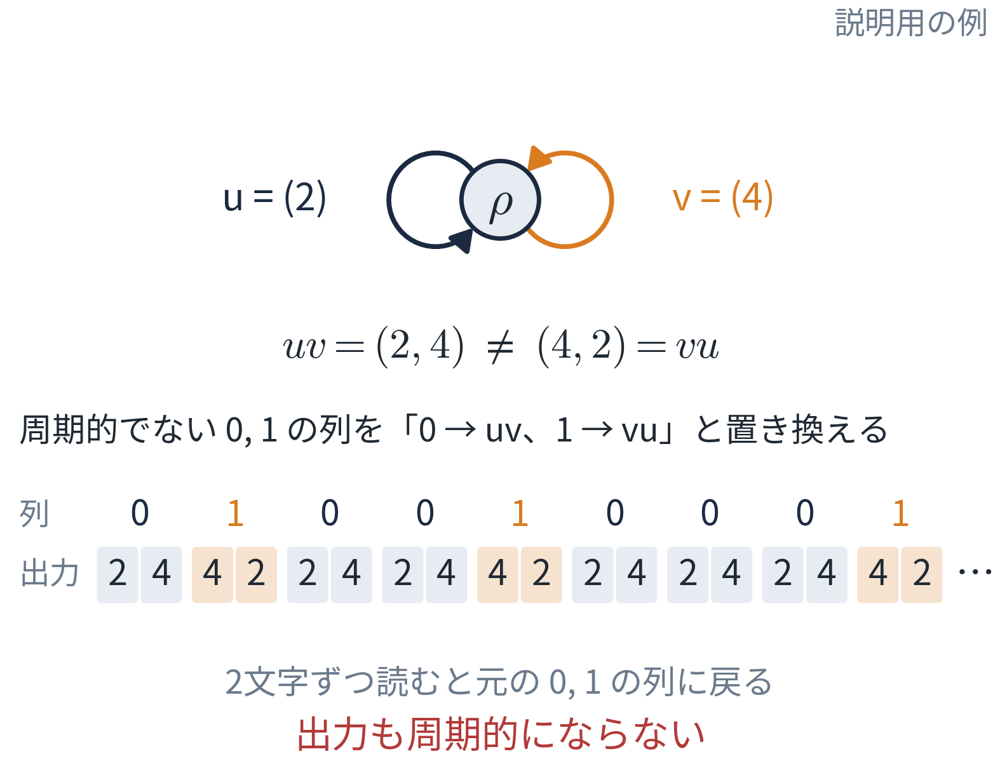 説明用の例
u = (2) ρ v = (4)
uv = (2, 4) ≠ (4, 2) = vu
周期的でない 0, 1 の列を「0 → uv、1 → vu」と置き換える
列 0 1 0 0 1 0 0 0 1
出力 2 4 4 2 2 4 2 4 4 2 2 4 2 4 2 4 4 2 …
2文字ずつ読むと元の 0, 1 の列に戻る
出力も周期的にならない